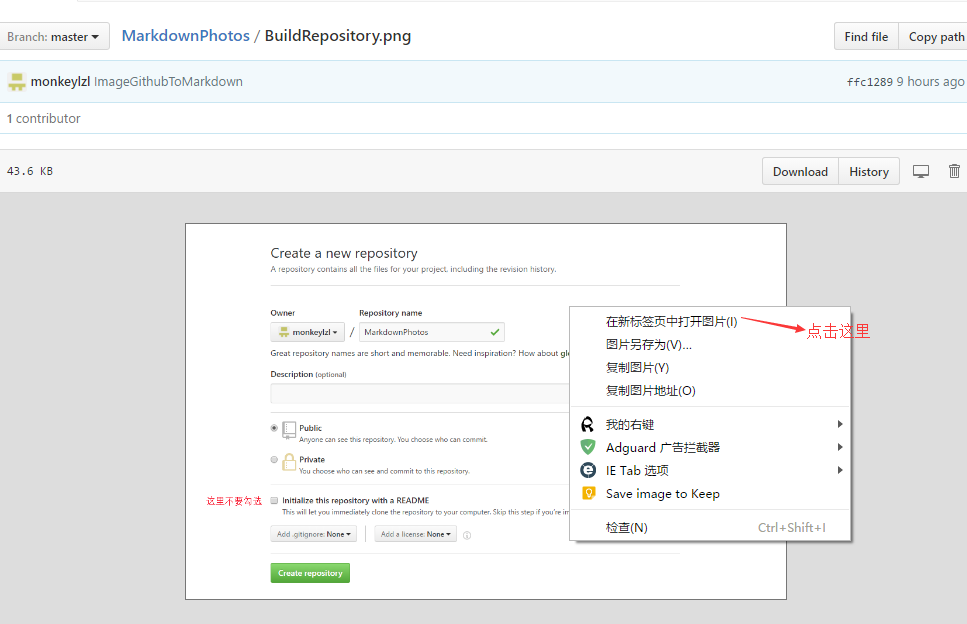 Branch: master MarkdownPhotos / BuildRepository.png Find file Copy path
monkeylzl ImageGithubToMarkdown ffc1289 9 hours ago
1 contributor
43.6 KB Download History
Create a new repository
A repository contains all the files for your project, including the revision history.
Owner Repository name
monkeylzl / MarkdownPhotos
Great repository names are short and memorable. Need inspiration? How about
Description (optional)
Public
Anyone can see this repository. You choose who can commit.
Private
You choose who can see and commit to this repository.
这里不要勾选 Initialize this repository with a README
This will let you immediately clone the repository to your computer. Skip this step if you're
Add .gitignore: None Add a license: None
Create repository
在新标签页中打开图片(I)
点击这里
图片另存为(V)...
复制图片(Y)
复制图片地址(O)
我的右键
Adguard 广告拦截器
IE Tab 选项
Save image to Keep
检查(N) Ctrl+Shift+I